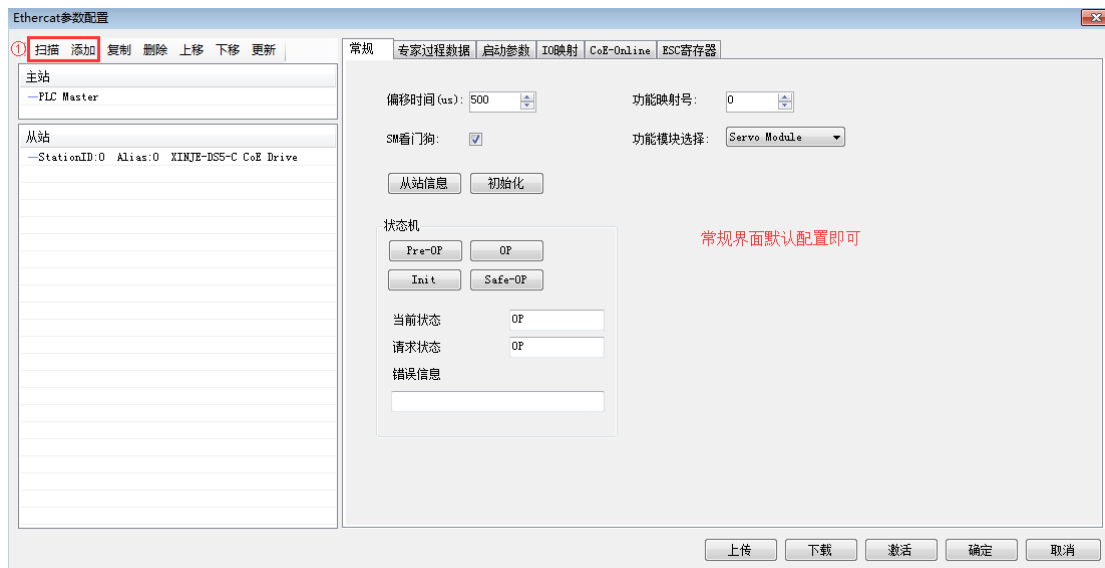 Ethercat参数配置
① 扫描 添加 复制 删除 上移 下移 更新
主站
PLC Master
从站
StationID:0 Alias:0 XINJE-DS5-C CoE Drive
常规 专家过程数据 启动参数 IO映射 CoE-Online ESC寄存器
偏移时间(us): 500 功能映射号: 0
SM看门狗: 功能模块选择: Servo Module
从站信息 初始化
状态机
Pre-OP OP
Init Safe-OP
常规界面默认配置即可
当前状态 OP
请求状态 OP
错误信息
上传 下载 激活 确定 取消